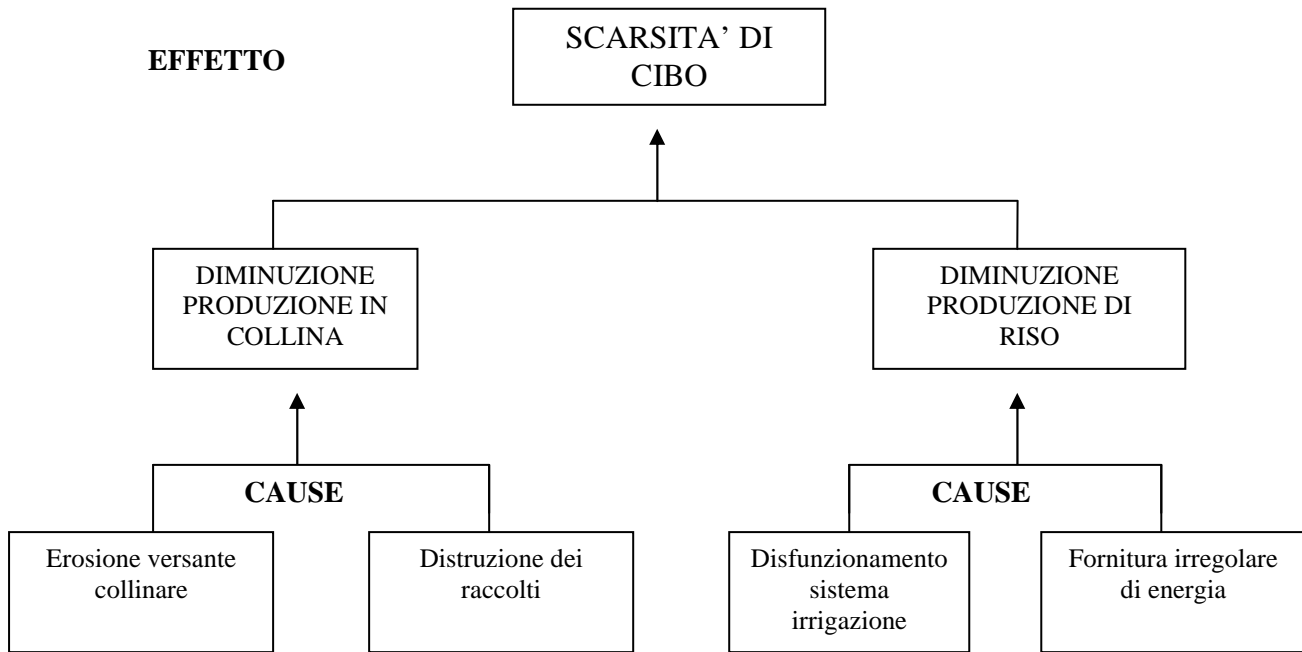 SCARSITA’ DI
CIBO
EFFETTO
DIMINUZIONE
PRODUZIONE IN
COLLINA
DIMINUZIONE
PRODUZIONE DI
RISO
CAUSE
CAUSE
Erosione versante
collinare
Distruzione dei
raccolti
Disfunzionamento
sistema
irrigazione
Fornitura irregolare
di energia